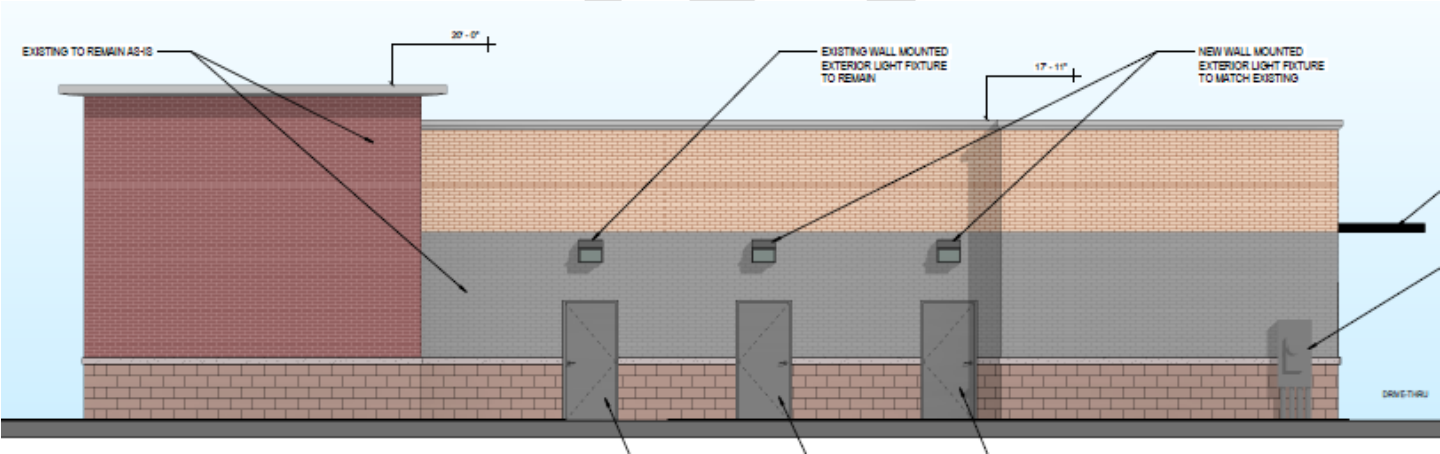 EXISTING TO REMAIN AS-IS
20' - 0"
EXISTING WALL MOUNTED
EXTERIOR LIGHT FIXTURE
TO REMAIN
17' - 11"
NEW WALL MOUNTED
EXTERIOR LIGHT FIXTURE
TO MATCH EXISTING
DRIVE-THRU